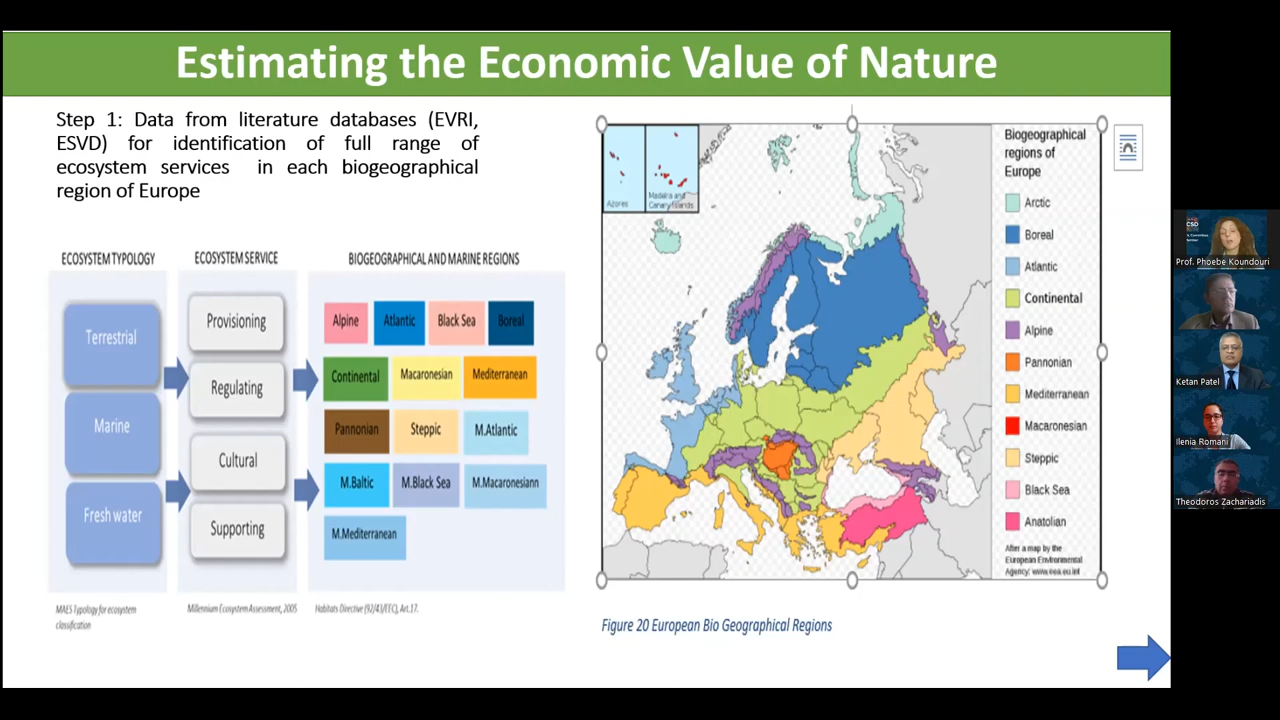 Estimating the Economic Value of Nature
Step 1: Data from literature databases (EVRI,
ESVD) for identification of full range of
ecosystem services in each biogeographical
region of Europe
ECOSYSTEM TYPOLOGY
Terrestrial
Marine
Fresh water
MAES Typology for ecosystem
classification
ECOSYSTEM SERVICE
Provisioning
Regulating
Cultural
Supporting
Millennium Ecosystem Assessment, 2005
BIOGEOGRAPHICAL AND MARINE REGIONS
Alpine
Atlantic
Black Sea
Boreal
Continental
Macaronesian
Mediterranean
Pannonian
Steppic
M.Atlantic
M.Baltic
M.Black Sea
M.Macaronesiann
M.Mediterranean
Habitats Directive (92/43/EEC), Art.17.
Azores
Madeira and
Canary Islands
Biogeographical
regions of
Europe
Arctic
Boreal
Atlantic
Continental
Alpine
Pannonian
Mediterranean
Macaronesian
Steppic
Black Sea
Anatolian
After a map by the
European Environmental
Agency: www.eea.eu.int
Figure 20 European Bio Geographical Regions
CSD
Prof. Phoebe Koundouri
Ketan Patel
Ilenia Romani
Theodoros Zachariadis